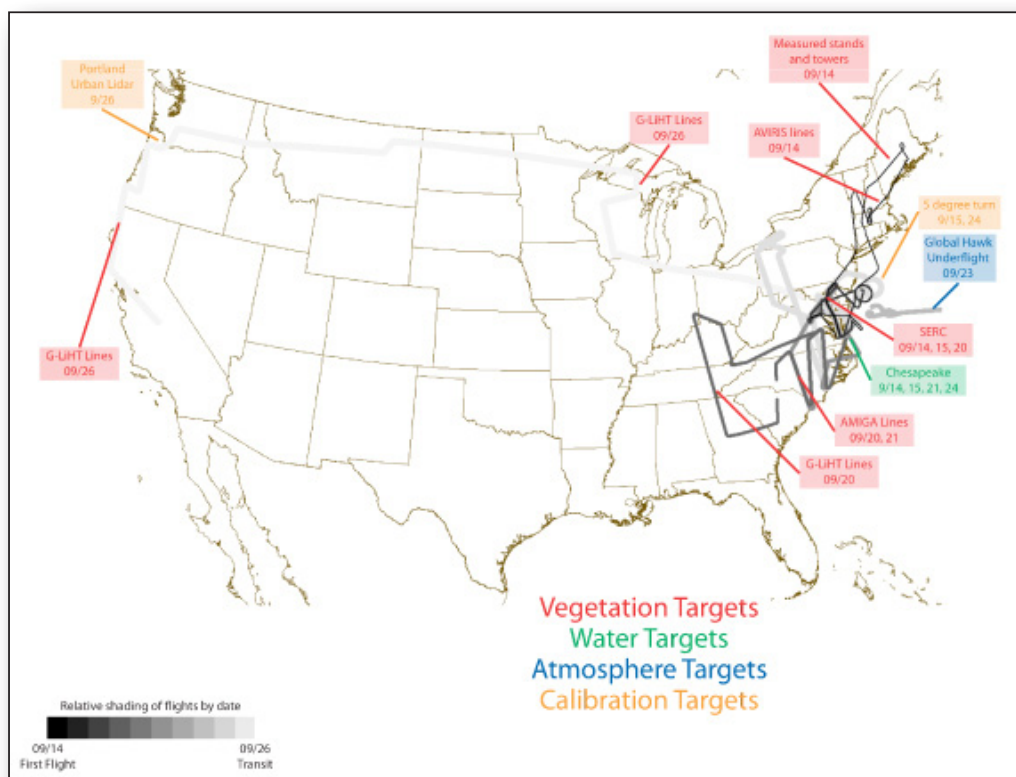 Measured stands
and towers
09/14
Portland
Urban Lidar
9/26
G-LiHT Lines
09/26
AVIRIS lines
09/14
5 degree turn
9/15, 24
Global Hawk
Underflight
09/23
SERC
09/14, 15, 20
G-LiHT Lines
09/26
Chesapeake
9/14, 15, 21, 24
AMIGA Lines
09/20, 21
G-LiHT Lines
09/20
Vegetation Targets
Water Targets
Atmosphere Targets
Calibration Targets
Relative shading of flights by date
09/14
First Flight
09/26
Transit